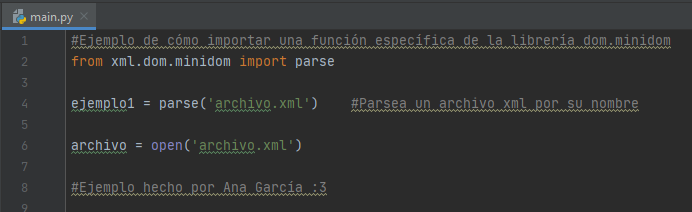 main.py
1 #Ejemplo de cómo importar una función específica de la librería dom.minidom
2 from xml.dom.minidom import parse
3
4 ejemplo1 = parse('archivo.xml')    #Parsea un archivo xml por su nombre
5
6 archivo = open('archivo.xml')
7
8 #Ejemplo hecho por Ana García :3
9